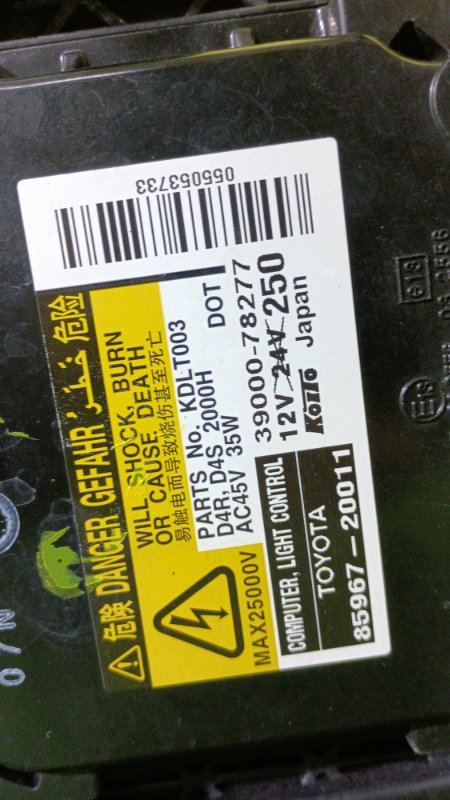 055053733
危険 DANGER GEFAHR خطر 危险
WILL SHOCK, BURN
OR CAUSE DEATH
易触电而导致烧伤甚至死亡
PARTS No. KDLT003
D4R, D4S 2000H DOT
AC45V 35W
39000-78277
12V 24V 250
KOITO Japan
MAX25000V
COMPUTER, LIGHT CONTROL
TOYOTA
85967-20011